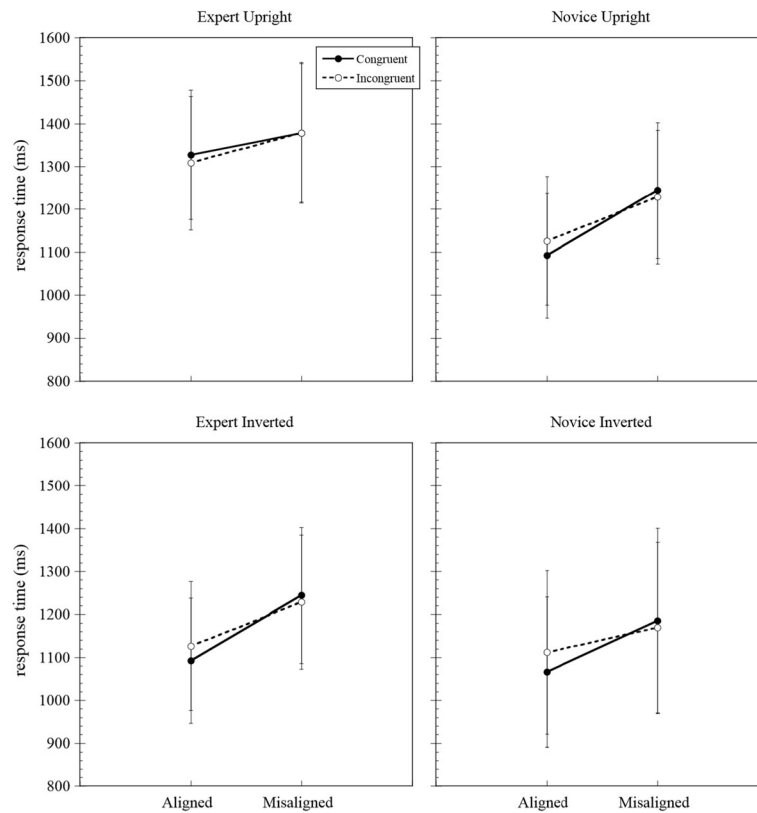 Expert Upright
Novice Upright
Congruent
Incongruent
response time (ms)
1600
1500
1400
1300
1200
1100
1000
900
800
Expert Inverted
Novice Inverted
response time (ms)
1600
1500
1400
1300
1200
1100
1000
900
800
Aligned Misaligned
Aligned Misaligned